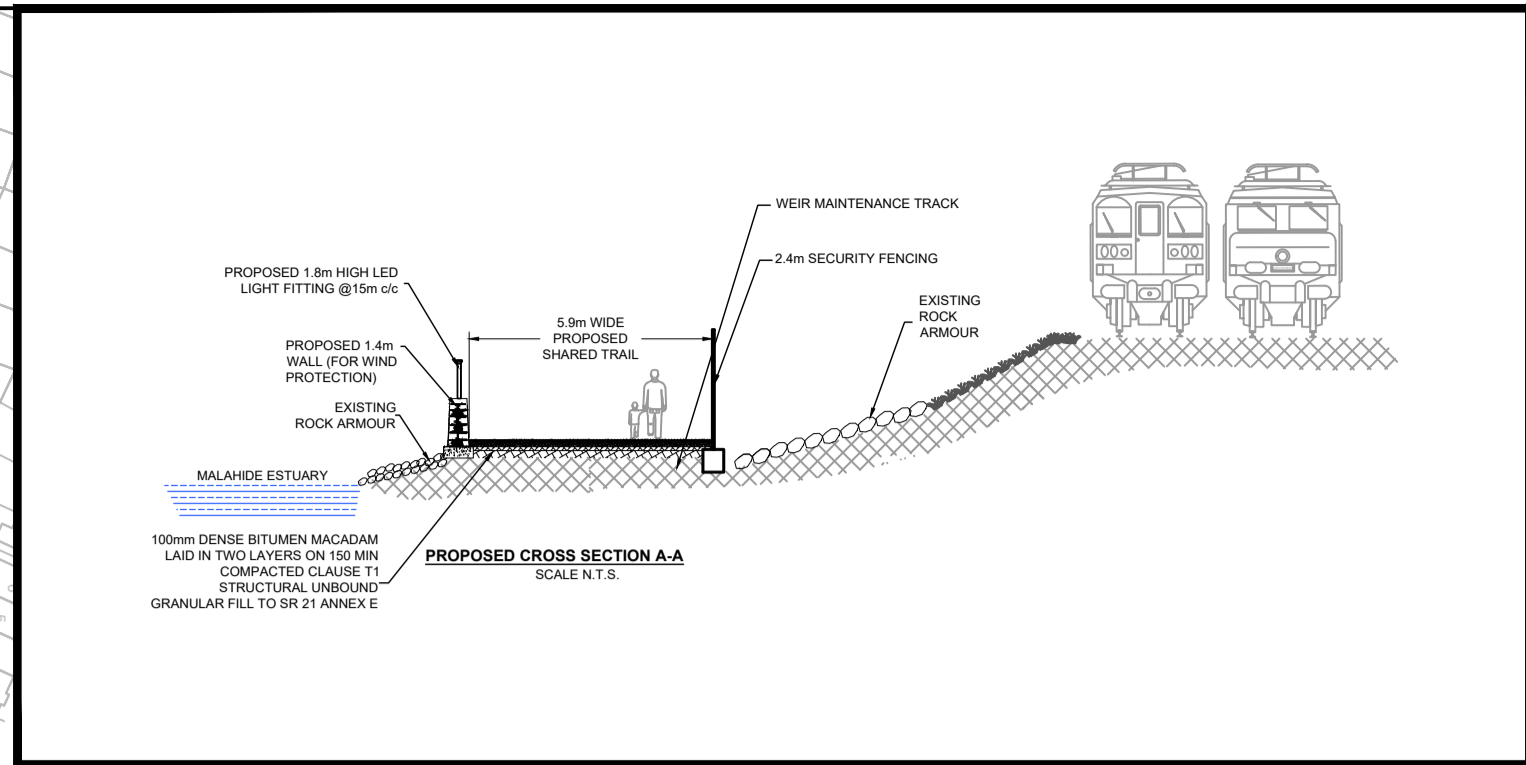 WEIR MAINTENANCE TRACK
2.4m SECURITY FENCING
PROPOSED 1.8m HIGH LED
LIGHT FITTING @15m c/c
EXISTING
ROCK
ARMOUR
5.9m WIDE
PROPOSED
SHARED TRAIL
PROPOSED 1.4m
WALL (FOR WIND
PROTECTION)
EXISTING
ROCK ARMOUR
MALAHIDE ESTUARY
100mm DENSE BITUMEN MACADAM
LAID IN TWO LAYERS ON 150 MIN
COMPACTED CLAUSE T1
STRUCTURAL UNBOUND
GRANULAR FILL TO SR 21 ANNEX E
PROPOSED CROSS SECTION A-A
SCALE N.T.S.